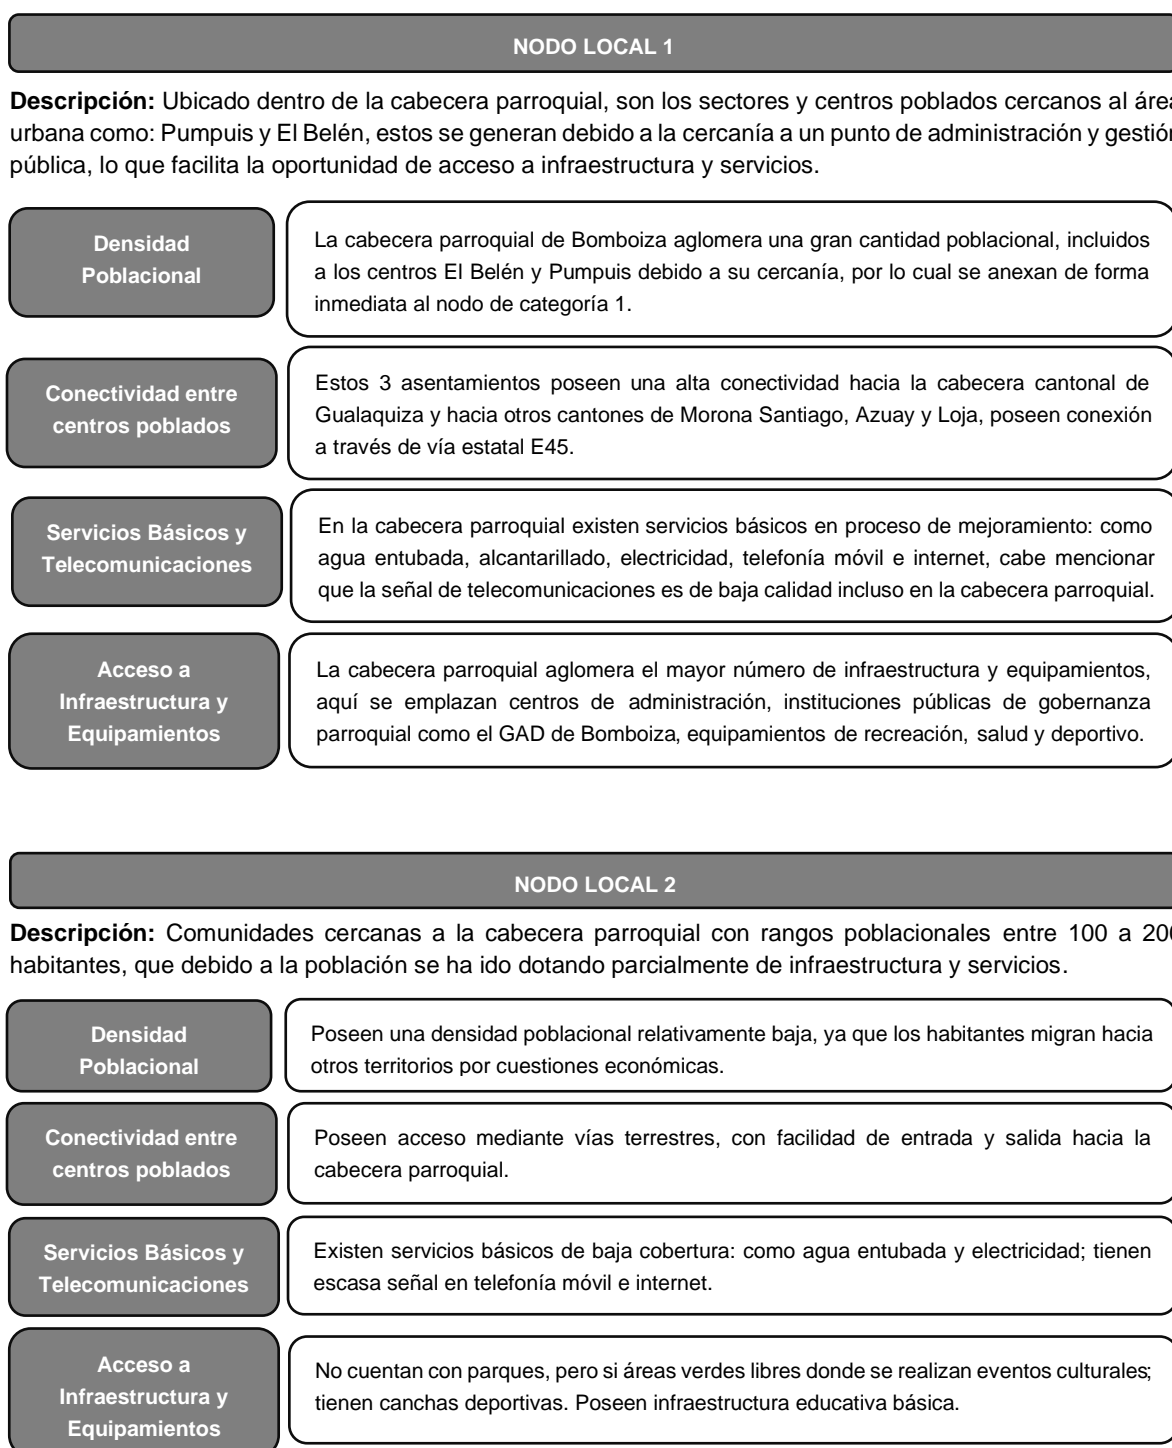 NODO LOCAL 1
Descripción: Ubicado dentro de la cabecera parroquial, son los sectores y centros poblados cercanos al área
urbana como: Pumpuis y El Belén, estos se generan debido a la cercanía a un punto de administración y gestión
pública, lo que facilita la oportunidad de acceso a infraestructura y servicios.
Densidad
Poblacional
La cabecera parroquial de Bomboiza aglomera una gran cantidad poblacional, incluidos
a los centros El Belén y Pumpuis debido a su cercanía, por lo cual se anexan de forma
inmediata al nodo de categoría 1.
Conectividad entre
centros poblados
Estos 3 asentamientos poseen una alta conectividad hacia la cabecera cantonal de
Gualaquiza y hacia otros cantones de Morona Santiago, Azuay y Loja, poseen conexión
a través de vía estatal E45.
Servicios Básicos y
Telecomunicaciones
En la cabecera parroquial existen servicios básicos en proceso de mejoramiento: como
agua entubada, alcantarillado, electricidad, telefonía móvil e internet, cabe mencionar
que la señal de telecomunicaciones es de baja calidad incluso en la cabecera parroquial.
Acceso a
Infraestructura y
Equipamientos
La cabecera parroquial aglomera el mayor número de infraestructura y equipamientos,
aquí se emplazan centros de administración, instituciones públicas de gobernanza
parroquial como el GAD de Bomboiza, equipamientos de recreación, salud y deportivo.
NODO LOCAL 2
Descripción: Comunidades cercanas a la cabecera parroquial con rangos poblacionales entre 100 a 200
habitantes, que debido a la población se ha ido dotando parcialmente de infraestructura y servicios.
Densidad
Poblacional
Poseen una densidad poblacional relativamente baja, ya que los habitantes migran hacia
otros territorios por cuestiones económicas.
Conectividad entre
centros poblados
Poseen acceso mediante vías terrestres, con facilidad de entrada y salida hacia la
cabecera parroquial.
Servicios Básicos y
Telecomunicaciones
Existen servicios básicos de baja cobertura: como agua entubada y electricidad; tienen
escasa señal en telefonía móvil e internet.
Acceso a
Infraestructura y
Equipamientos
No cuentan con parques, pero si áreas verdes libres donde se realizan eventos culturales;
tienen canchas deportivas. Poseen infraestructura educativa básica.